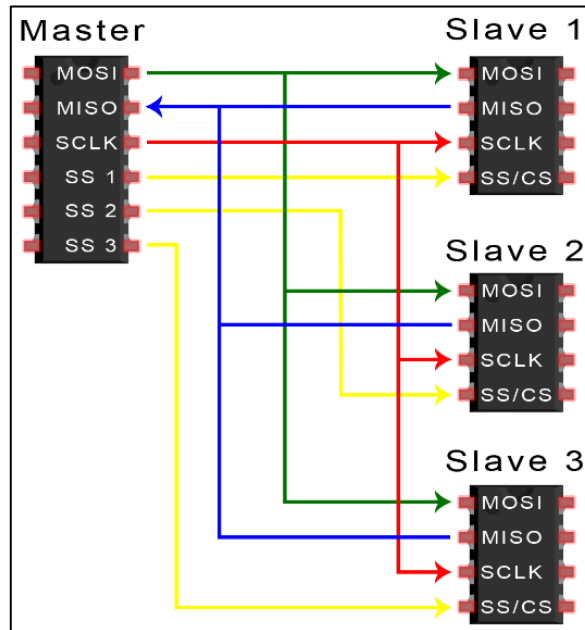 Master
MOSI
MISO
SCLK
SS 1
SS 2
SS 3
Slave 1
MOSI
MISO
SCLK
SS/CS
Slave 2
MOSI
MISO
SCLK
SS/CS
Slave 3
MOSI
MISO
SCLK
SS/CS